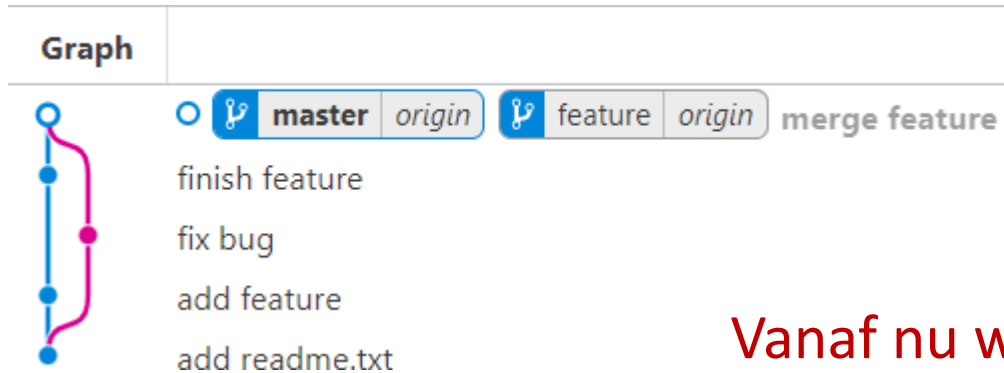 Graph
master origin feature origin merge feature
finish feature
fix bug
add feature
add readme.txt
Vanaf nu